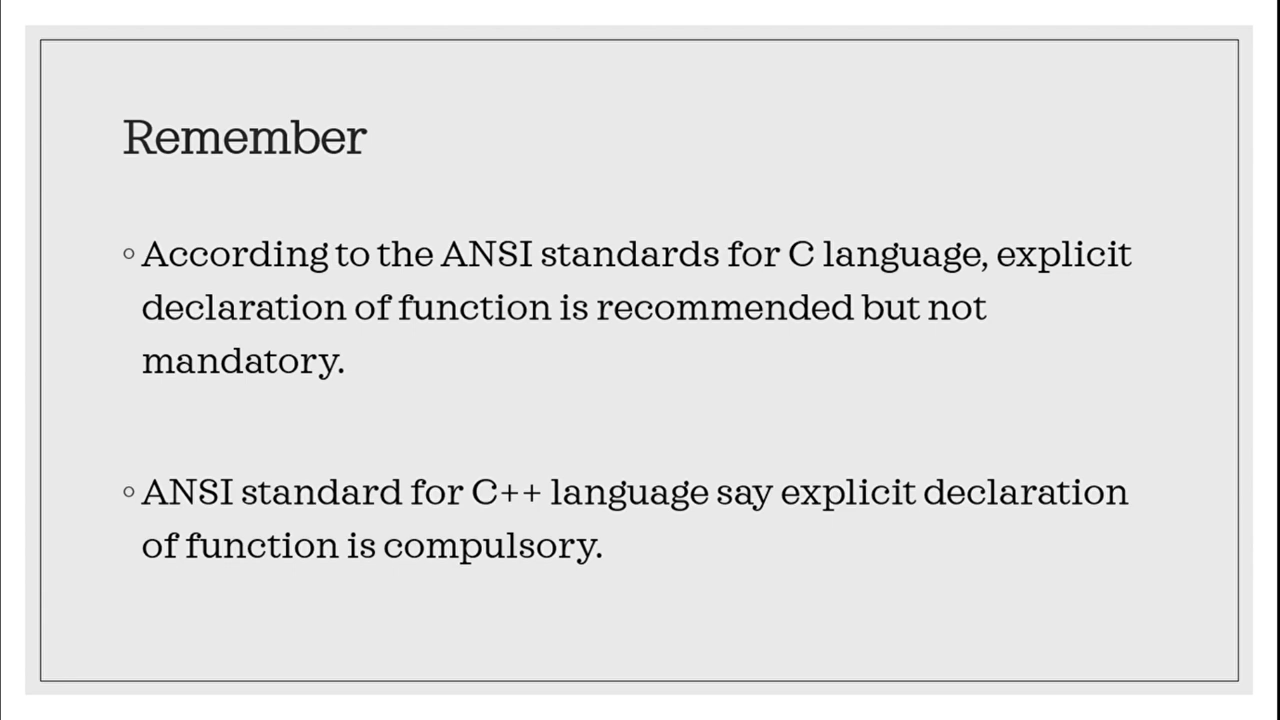 Remember
◦ According to the ANSI standards for C language, explicit
declaration of function is recommended but not
mandatory.
◦ ANSI standard for C++ language say explicit declaration
of function is compulsory.